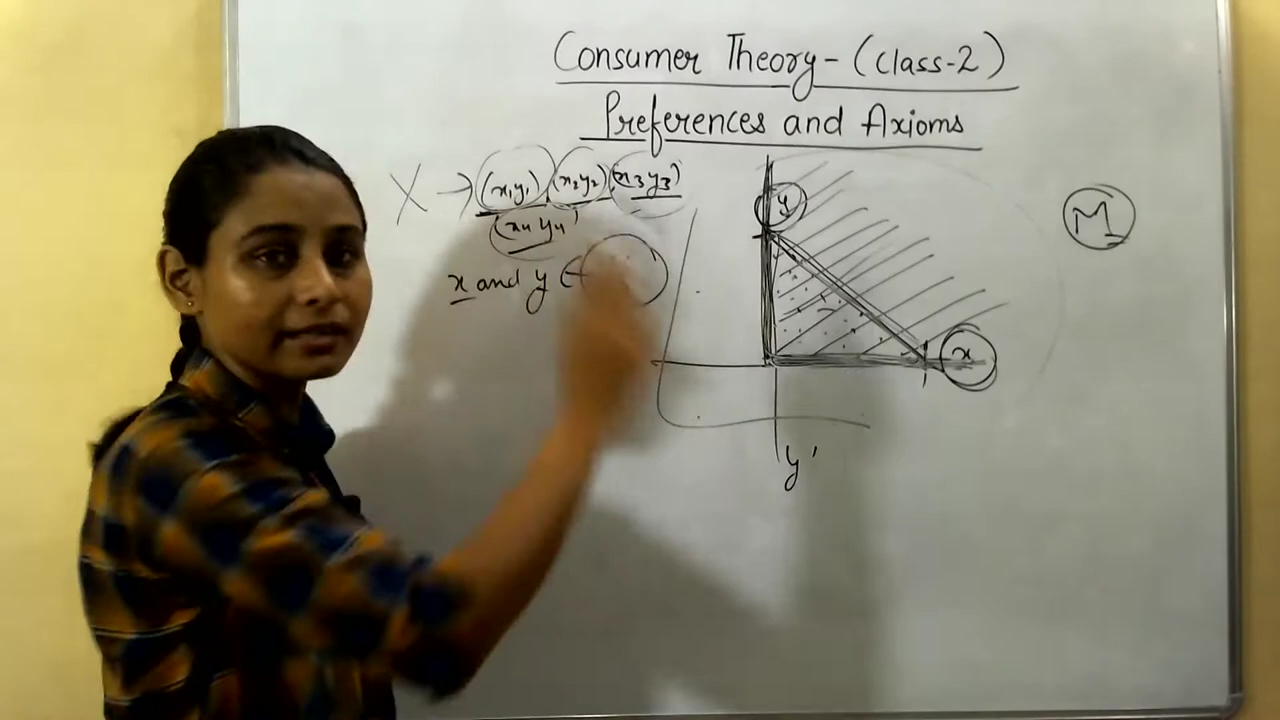 Consumer Theory - (class-2)
Preferences and Axioms
X → (x₁y₁), (x₂y₂), (x₃y₃)
(x₄y₄)
x and y
y
x
y'
M